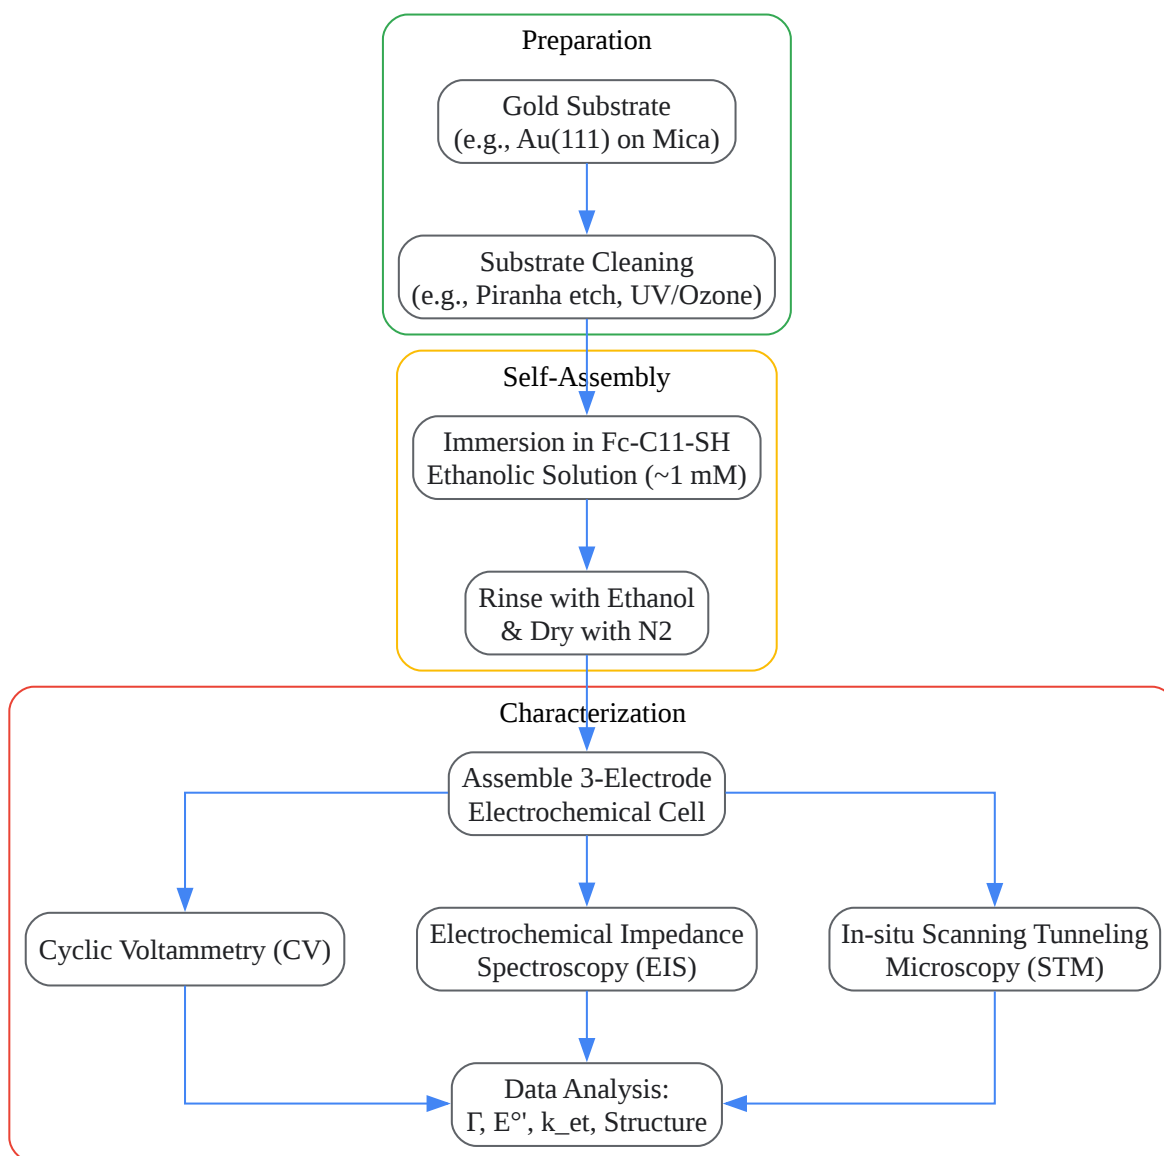 Preparation
Gold Substrate
(e.g., Au(111) on Mica)
Substrate Cleaning
(e.g., Piranha etch, UV/Ozone)
Self-Assembly
Immersion in Fc-C11-SH
Ethanolic Solution (~1 mM)
Rinse with Ethanol
& Dry with N2
Characterization
Assemble 3-Electrode
Electrochemical Cell
Cyclic Voltammetry (CV)
Electrochemical Impedance
Spectroscopy (EIS)
In-situ Scanning Tunneling
Microscopy (STM)
Data Analysis:
Γ, E°', k_et, Structure